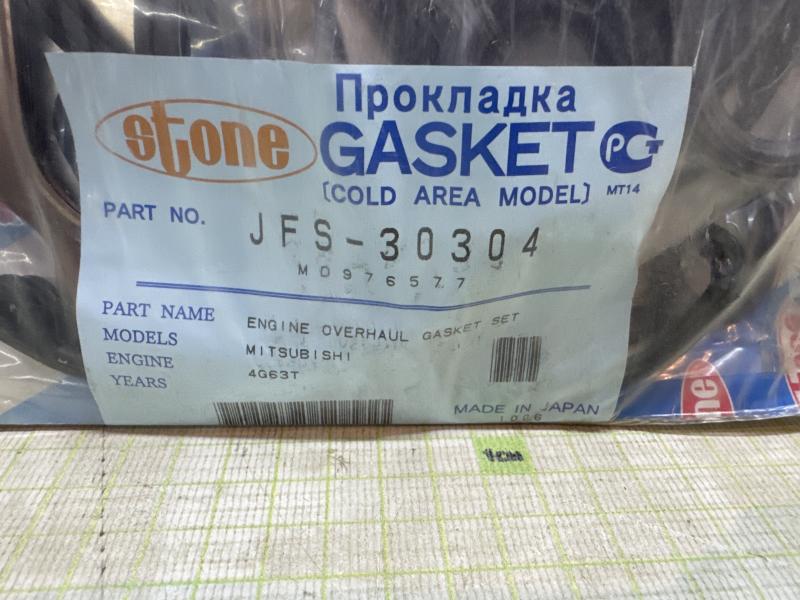 Прокладка
stone
GASKET PCT
(COLD AREA MODEL) MT14
PART NO. JFS-30304
MD976577
PART NAME ENGINE OVERHAUL GASKET SET
MODELS MITSUBISHI
ENGINE 4G63T
YEARS
MADE IN JAPAN
1cм